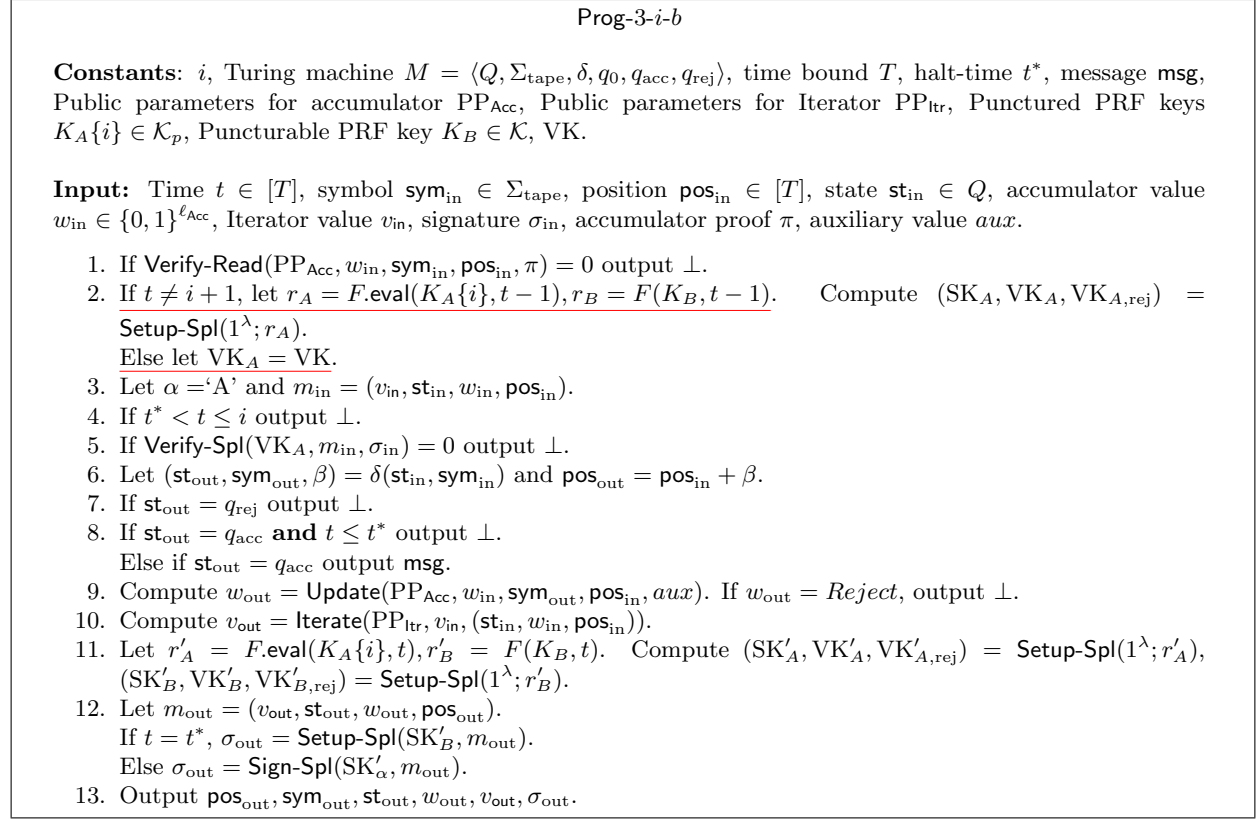 Prog-3-i-b
Constants: i, Turing machine M = ⟨Q, Σ_tape, δ, q_0, q_acc, q_rej⟩, time bound T, halt-time t*, message msg,
Public parameters for accumulator PP_Acc, Public parameters for Iterator PP_Itr, Punctured PRF keys
K_A{i} ∈ 𝒦_p, Puncturable PRF key K_B ∈ 𝒦, VK.
Input: Time t ∈ [T], symbol sym_in ∈ Σ_tape, position pos_in ∈ [T], state st_in ∈ Q, accumulator value
w_in ∈ {0, 1}^{ℓ_Acc}, Iterator value v_in, signature σ_in, accumulator proof π, auxiliary value aux.
1. If Verify-Read(PP_Acc, w_in, sym_in, pos_in, π) = 0 output ⊥.
2. If t ≠ i + 1, let r_A = F.eval(K_A{i}, t − 1), r_B = F(K_B, t − 1). Compute (SK_A, VK_A, VK_{A,rej}) =
Setup-Spl(1^λ; r_A).
Else let VK_A = VK.
3. Let α =‘A’ and m_in = (v_in, st_in, w_in, pos_in).
4. If t* < t ≤ i output ⊥.
5. If Verify-Spl(VK_A, m_in, σ_in) = 0 output ⊥.
6. Let (st_out, sym_out, β) = δ(st_in, sym_in) and pos_out = pos_in + β.
7. If st_out = q_rej output ⊥.
8. If st_out = q_acc and t ≤ t* output ⊥.
Else if st_out = q_acc output msg.
9. Compute w_out = Update(PP_Acc, w_in, sym_out, pos_in, aux). If w_out = Reject, output ⊥.
10. Compute v_out = Iterate(PP_Itr, v_in, (st_in, w_in, pos_in)).
11. Let r′_A = F.eval(K_A{i}, t), r′_B = F(K_B, t). Compute (SK′_A, VK′_A, VK′_{A,rej}) = Setup-Spl(1^λ; r′_A),
(SK′_B, VK′_B, VK′_{B,rej}) = Setup-Spl(1^λ; r′_B).
12. Let m_out = (v_out, st_out, w_out, pos_out).
If t = t*, σ_out = Setup-Spl(SK′_B, m_out).
Else σ_out = Sign-Spl(SK′_α, m_out).
13. Output pos_out, sym_out, st_out, w_out, v_out, σ_out.